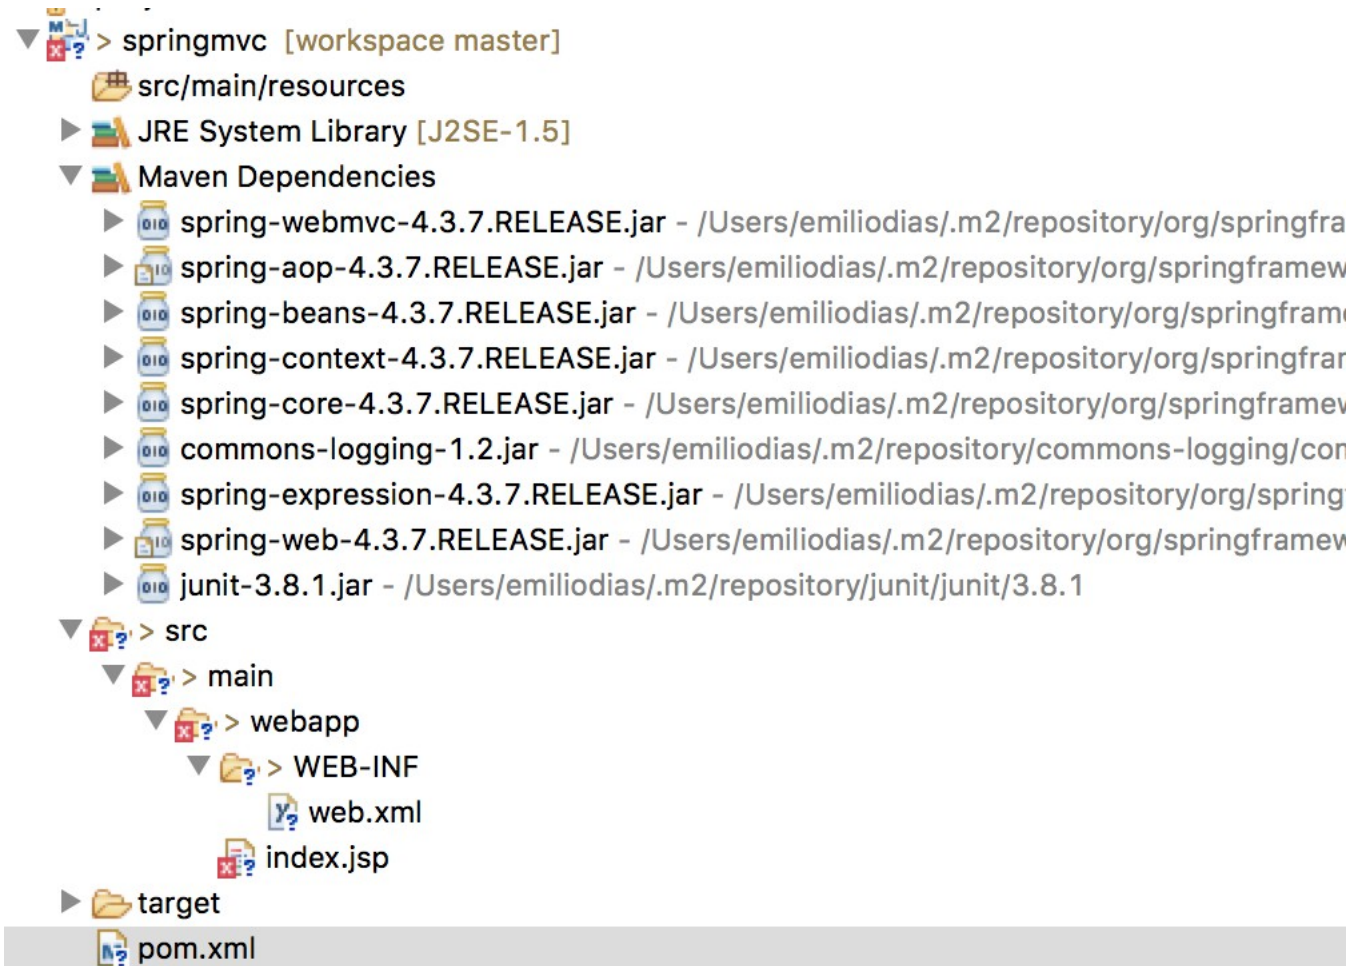 > springmvc [workspace master]
src/main/resources
JRE System Library [J2SE-1.5]
Maven Dependencies
spring-webmvc-4.3.7.RELEASE.jar - /Users/emiliodias/.m2/repository/org/springfra
spring-aop-4.3.7.RELEASE.jar - /Users/emiliodias/.m2/repository/org/springframew
spring-beans-4.3.7.RELEASE.jar - /Users/emiliodias/.m2/repository/org/springframe
spring-context-4.3.7.RELEASE.jar - /Users/emiliodias/.m2/repository/org/springfrar
spring-core-4.3.7.RELEASE.jar - /Users/emiliodias/.m2/repository/org/springframew
commons-logging-1.2.jar - /Users/emiliodias/.m2/repository/commons-logging/con
spring-expression-4.3.7.RELEASE.jar - /Users/emiliodias/.m2/repository/org/spring
spring-web-4.3.7.RELEASE.jar - /Users/emiliodias/.m2/repository/org/springframew
junit-3.8.1.jar - /Users/emiliodias/.m2/repository/junit/junit/3.8.1
> src
> main
> webapp
> WEB-INF
web.xml
index.jsp
target
pom.xml